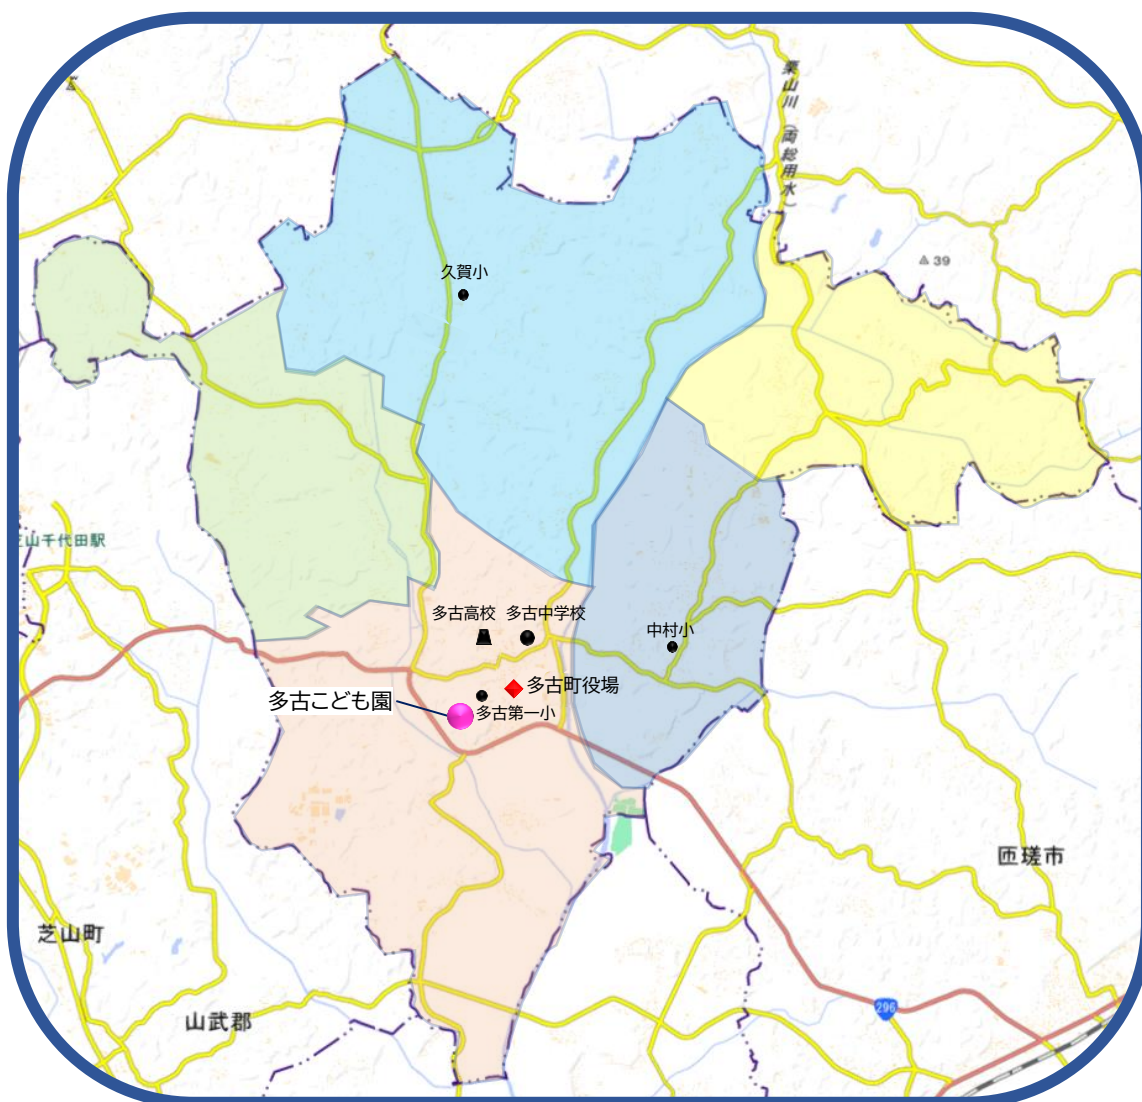 栗山川（両総用水）
久賀小
39
芝山千代田駅
多古高校
多古中学校
中村小
多古町役場
多古こども園
多古第一小
匝瑳市
芝山町
山武郡
296